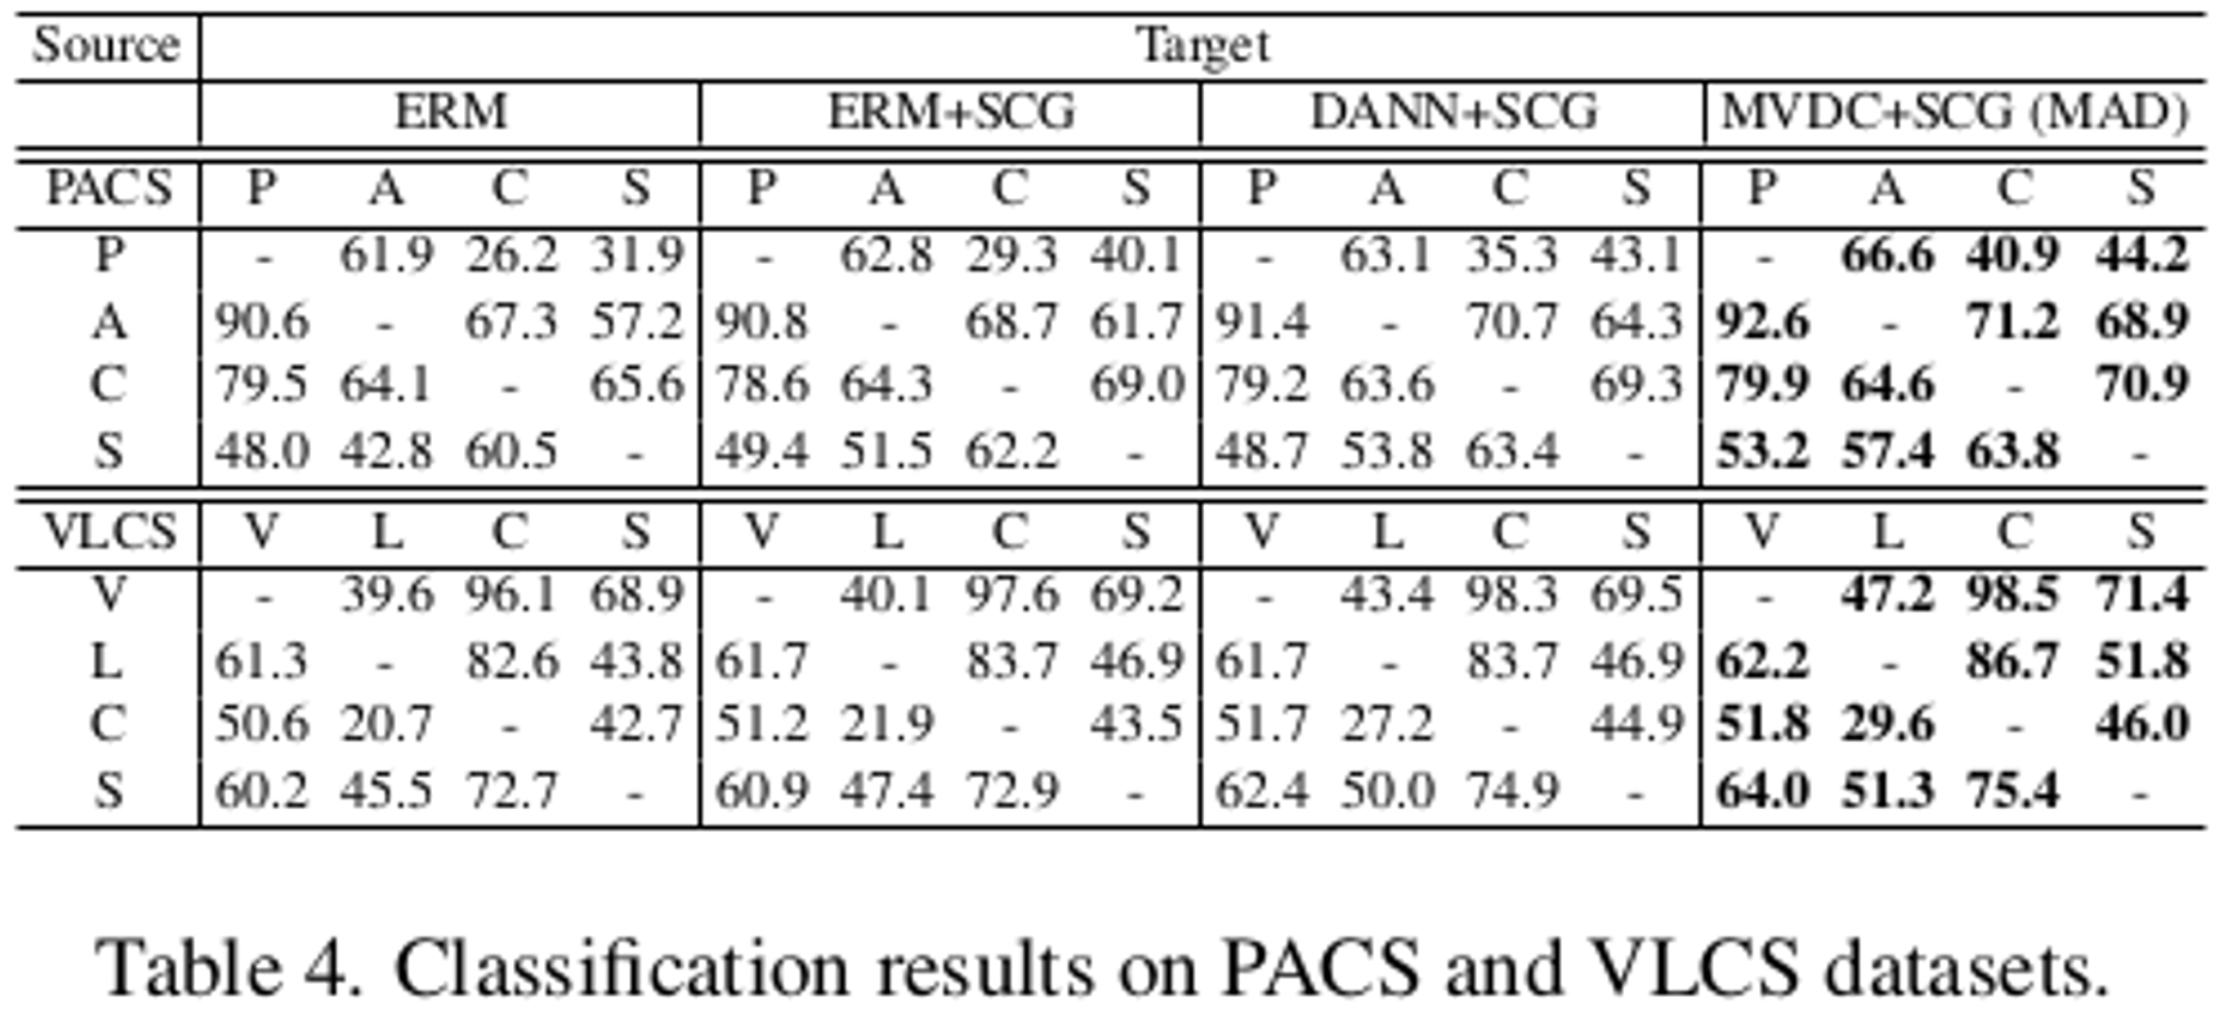 Source Target
ERM ERM+SCG DANN+SCG MVDC+SCG (MAD)
PACS P A C S P A C S P A C S P A C S
P - 61.9 26.2 31.9 - 62.8 29.3 40.1 - 63.1 35.3 43.1 - 66.6 40.9 44.2
A 90.6 - 67.3 57.2 90.8 - 68.7 61.7 91.4 - 70.7 64.3 92.6 - 71.2 68.9
C 79.5 64.1 - 65.6 78.6 64.3 - 69.0 79.2 63.6 - 69.3 79.9 64.6 - 70.9
S 48.0 42.8 60.5 - 49.4 51.5 62.2 - 48.7 53.8 63.4 - 53.2 57.4 63.8 -
VLCS V L C S V L C S V L C S V L C S
V - 39.6 96.1 68.9 - 40.1 97.6 69.2 - 43.4 98.3 69.5 - 47.2 98.5 71.4
L 61.3 - 82.6 43.8 61.7 - 83.7 46.9 61.7 - 83.7 46.9 62.2 - 86.7 51.8
C 50.6 20.7 - 42.7 51.2 21.9 - 43.5 51.7 27.2 - 44.9 51.8 29.6 - 46.0
S 60.2 45.5 72.7 - 60.9 47.4 72.9 - 62.4 50.0 74.9 - 64.0 51.3 75.4 -
Table 4. Classification results on PACS and VLCS datasets.